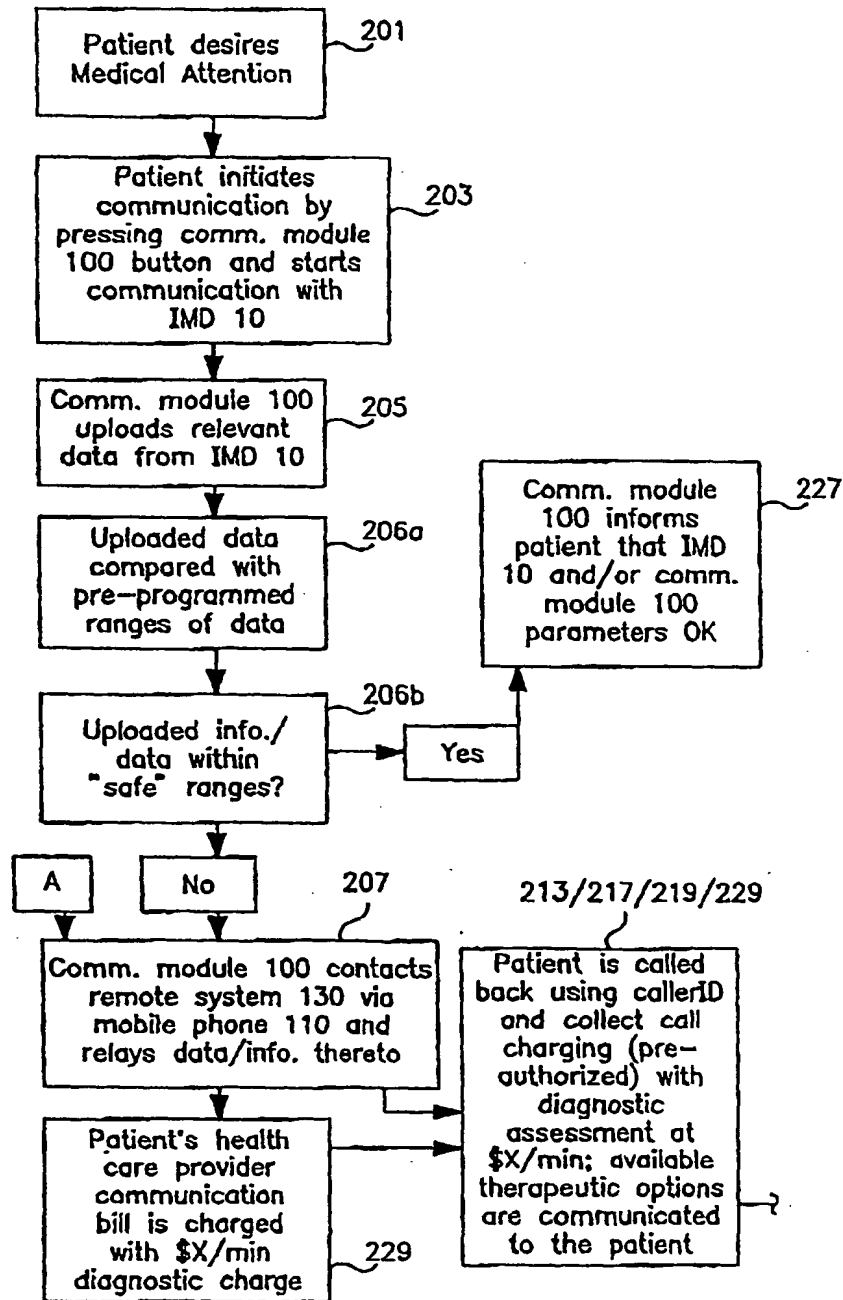 Patient desires
Medical Attention
201
Patient initiates
communication by
pressing comm. module
100 button and starts
communication with
IMD 10
203
Comm. module 100
uploads relevant
data from IMD 10
205
Uploaded data
compared with
pre-programmed
ranges of data
206a
Uploaded info./
data within
"safe" ranges?
206b
Yes
Comm. module
100 informs
patient that IMD
10 and/or comm.
module 100
parameters OK
227
A
No
Comm. module 100 contacts
remote system 130 via
mobile phone 110 and
relays data/info. thereto
207
Patient's health
care provider
communication
bill is charged
with $X/min
diagnostic charge
229
213/217/219/229
Patient is called
back using callerID
and collect call
charging (pre-
authorized) with
diagnostic
assessment at
$X/min; available
therapeutic options
are communicated
to the patient